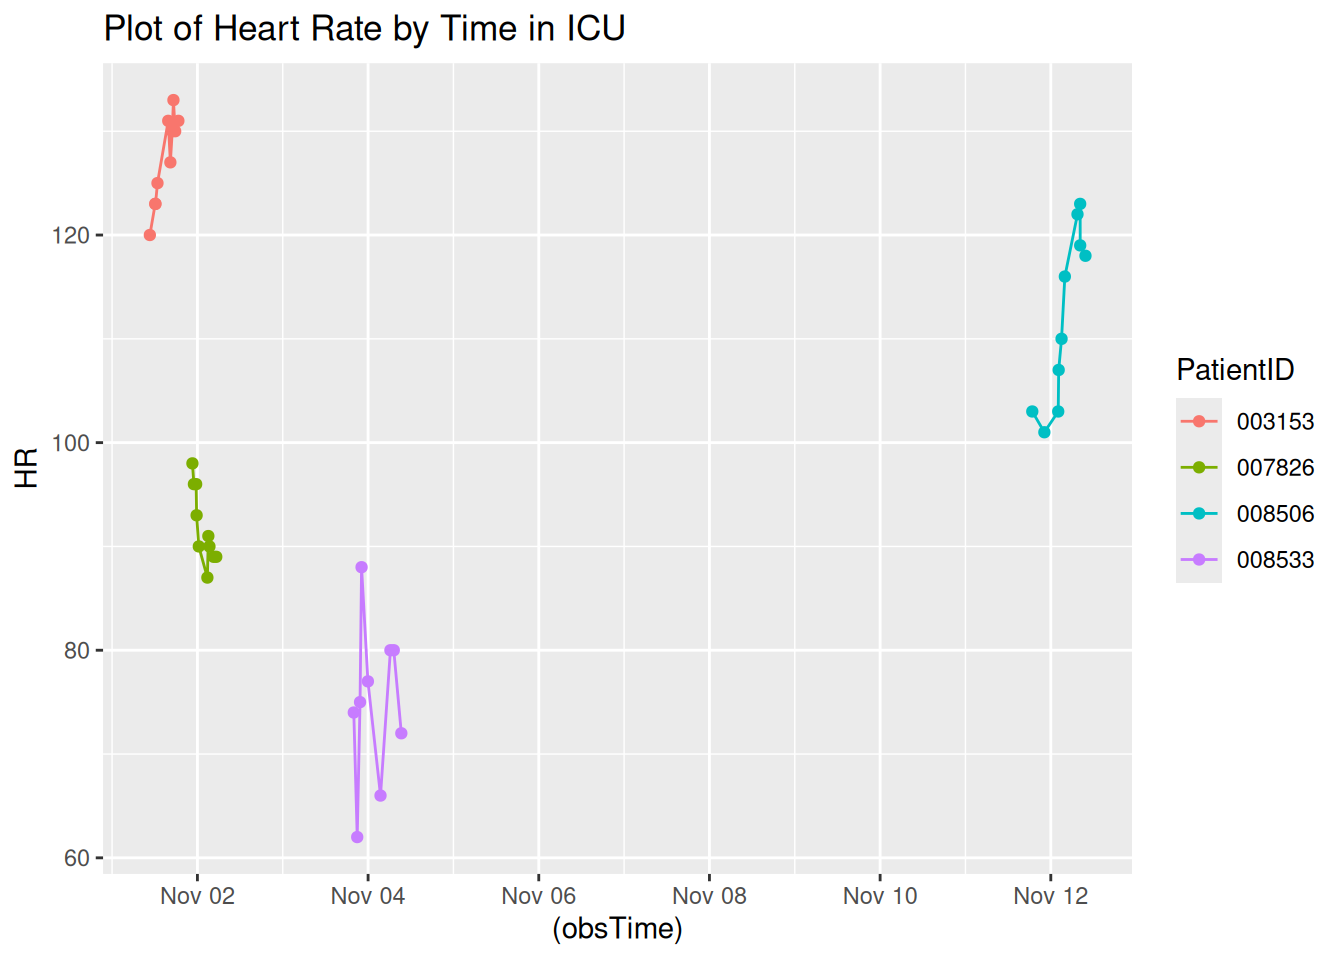 Plot of Heart Rate by Time in ICU
HR
120
100
80
60
Nov 02
Nov 04
Nov 06
Nov 08
Nov 10
Nov 12
(obsTime)
PatientID
003153
007826
008506
008533